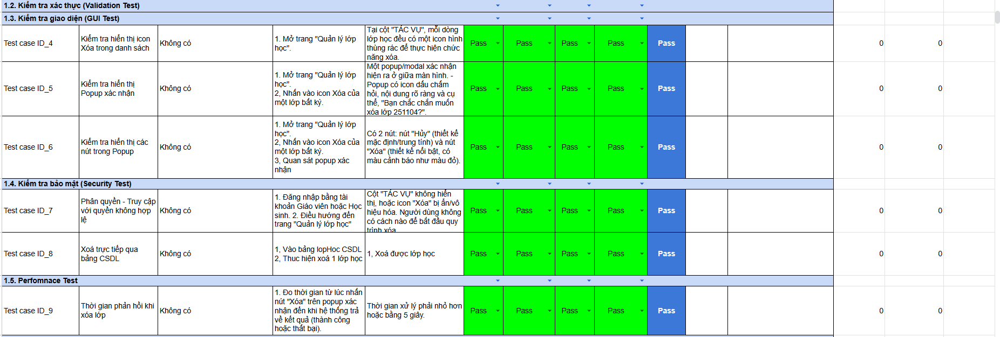 1.2. Kiểm tra xác thực (Validation Test)
1.3. Kiểm tra giao diện (GUI Test)
Test case ID_4
Kiểm tra hiển thị icon
Xóa trong danh sách
Không có
1. Mở trang "Quản lý lớp
học".
Tại cột "TÁC VỤ", mỗi dòng
lớp học đều có một icon hình
thùng rác để thực hiện chức
năng xóa.
Pass
Pass
Pass
Pass
Pass
0
0
Test case ID_5
Kiểm tra hiển thị
Popup xác nhận
Không có
1. Mở trang "Quản lý lớp
học".
2, Nhấn vào icon Xóa của
một lớp bất kỳ.
Một popup/modal xác nhận
hiện ra ở giữa màn hình. -
Popup có icon dấu chấm
hỏi, nội dung rõ ràng và cụ
thể, "Bạn chắc chắn muốn
xóa lớp 251104?".
Pass
Pass
Pass
Pass
Pass
0
0
Test case ID_6
Kiểm tra hiển thị các
nút trong Popup
Không có
1. Mở trang "Quản lý lớp
học".
2, Nhấn vào icon Xóa của
một lớp bất kỳ.
3, Quan sát popup xác
nhận
Có 2 nút: nút "Hủy" (thiết kế
mặc định/trung tính) và nút
"Xóa" (thiết kế nổi bật, có
màu cảnh báo như màu đỏ).
Pass
Pass
Pass
Pass
Pass
0
0
1.4. Kiểm tra bảo mật (Security Test)
Test case ID_7
Phân quyền - Truy cập
với quyền không hợp
lệ
Không có
1. Đăng nhập bằng tài
khoản Giáo viên hoặc Học
sinh. 2. Điều hướng đến
trang "Quản lý lớp học"
Cột "TÁC VỤ" không hiển
thị, hoặc icon "Xóa" bị ẩn/vô
hiệu hóa. Người dùng không
có cách nào để bắt đầu quy
trình xóa.
Pass
Pass
Pass
Pass
Pass
0
0
Test case ID_8
Xoá trực tiếp qua
bảng CSDL
Không có
1, Vào bảng lopHoc CSDL
2, Thuc hiện xoá 1 lớp học
1, Xoá được lớp học
Pass
Pass
Pass
Pass
Pass
0
0
1.5. Perfomnace Test
Test case ID_9
Thời gian phản hồi khi
xóa lớp
Không có
1. Đo thời gian từ lúc nhấn
nút "Xóa" trên popup xác
nhận đến khi hệ thống trả
về kết quả (thành công
hoặc thất bại).
Thời gian xử lý phải nhỏ hơn
hoặc bằng 5 giây.
Pass
Pass
Pass
Pass
Pass
0
0